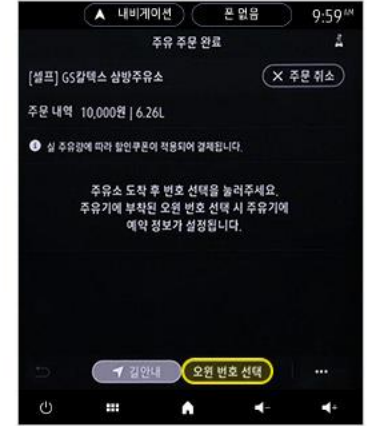 내비게이션
폰 없음
9:59 AM
주유 주문 완료
[셀프] GS칼텍스 삼방주유소
✕ 주문 취소
주문 내역 10,000원 | 6.26L
실 주유량에 따라 할인쿠폰이 적용되어 결제됩니다.
주유소 도착 후 번호 선택을 눌러주세요.
주유기에 부착된 오윈 번호 선택 시 주유기에
예약 정보가 설정됩니다.
길안내
오윈 번호 선택